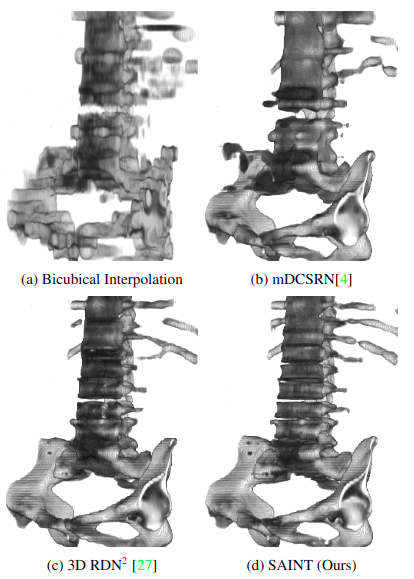 (a) Bicubical Interpolation
(b) mDCSRN[4]
(c) 3D RDN² [27]
(d) SAINT (Ours)